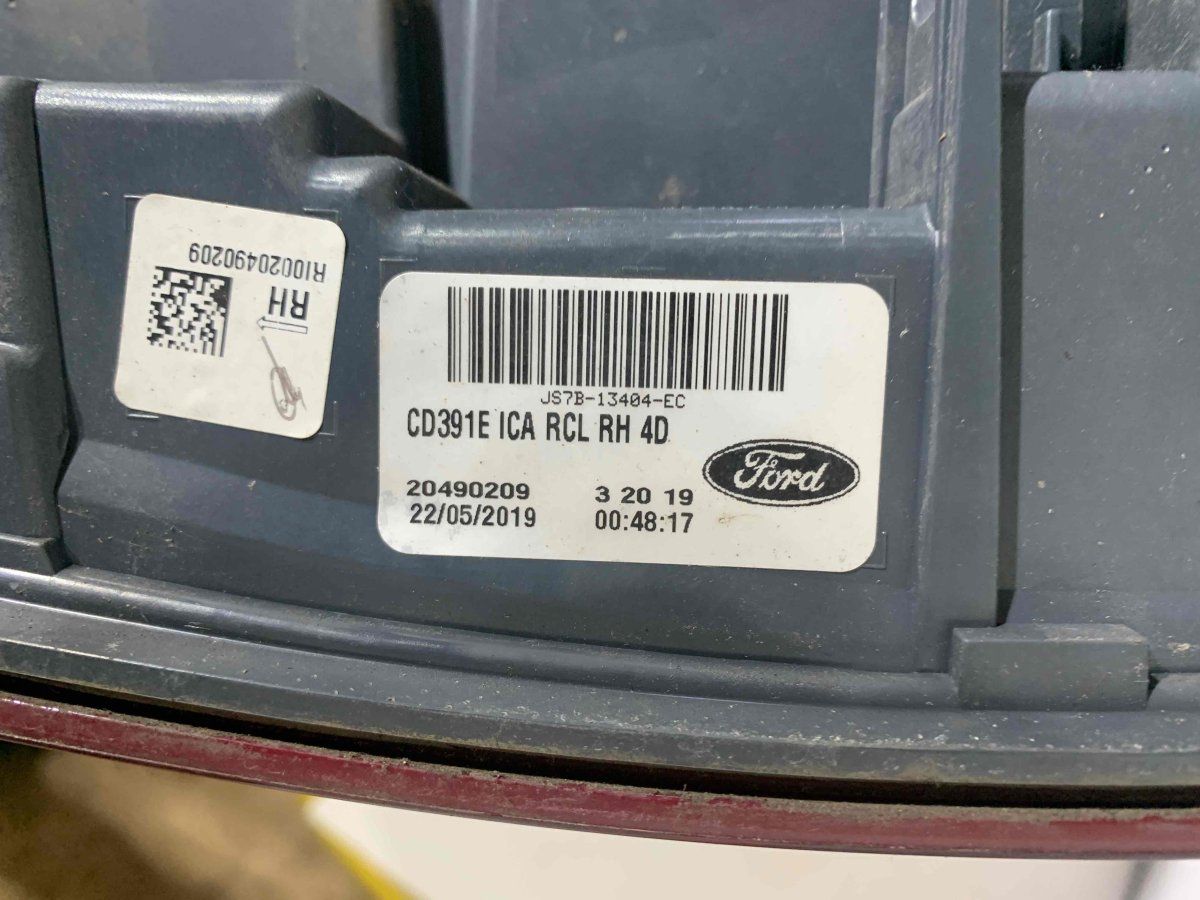 RI0020490209
RH
JS7B-13404-EC
CD391E ICA RCL RH 4D
Ford
20490209 3 20 19
22/05/2019 00:48:17